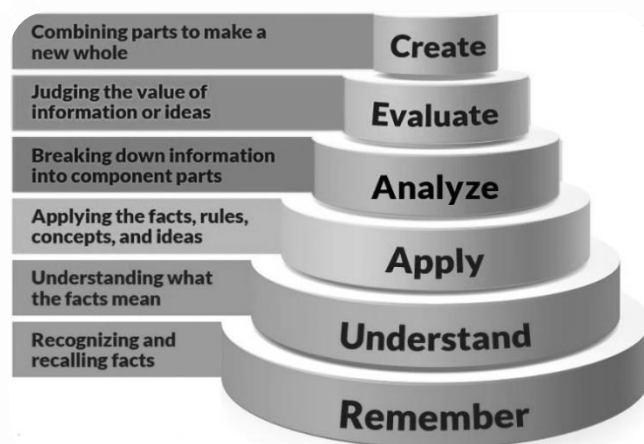 Combining parts to make a
new whole
Create
Judging the value of
information or ideas
Evaluate
Breaking down information
into component parts
Analyze
Applying the facts, rules,
concepts, and ideas
Apply
Understanding what
the facts mean
Understand
Recognizing and
recalling facts
Remember